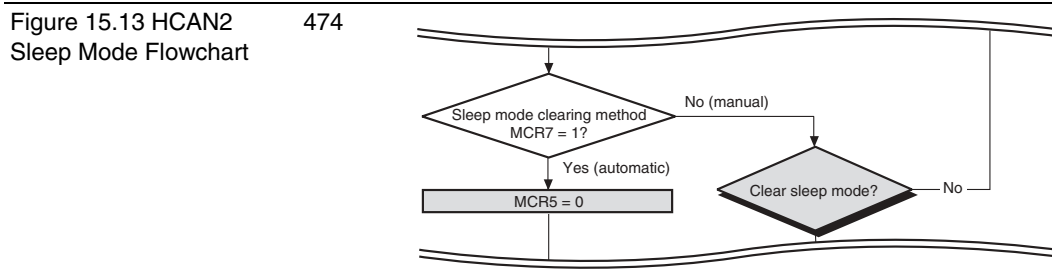 Figure 15.13 HCAN2
Sleep Mode Flowchart
474
Sleep mode clearing method
MCR7 = 1?
No (manual)
Yes (automatic)
MCR5 = 0
Clear sleep mode?
No